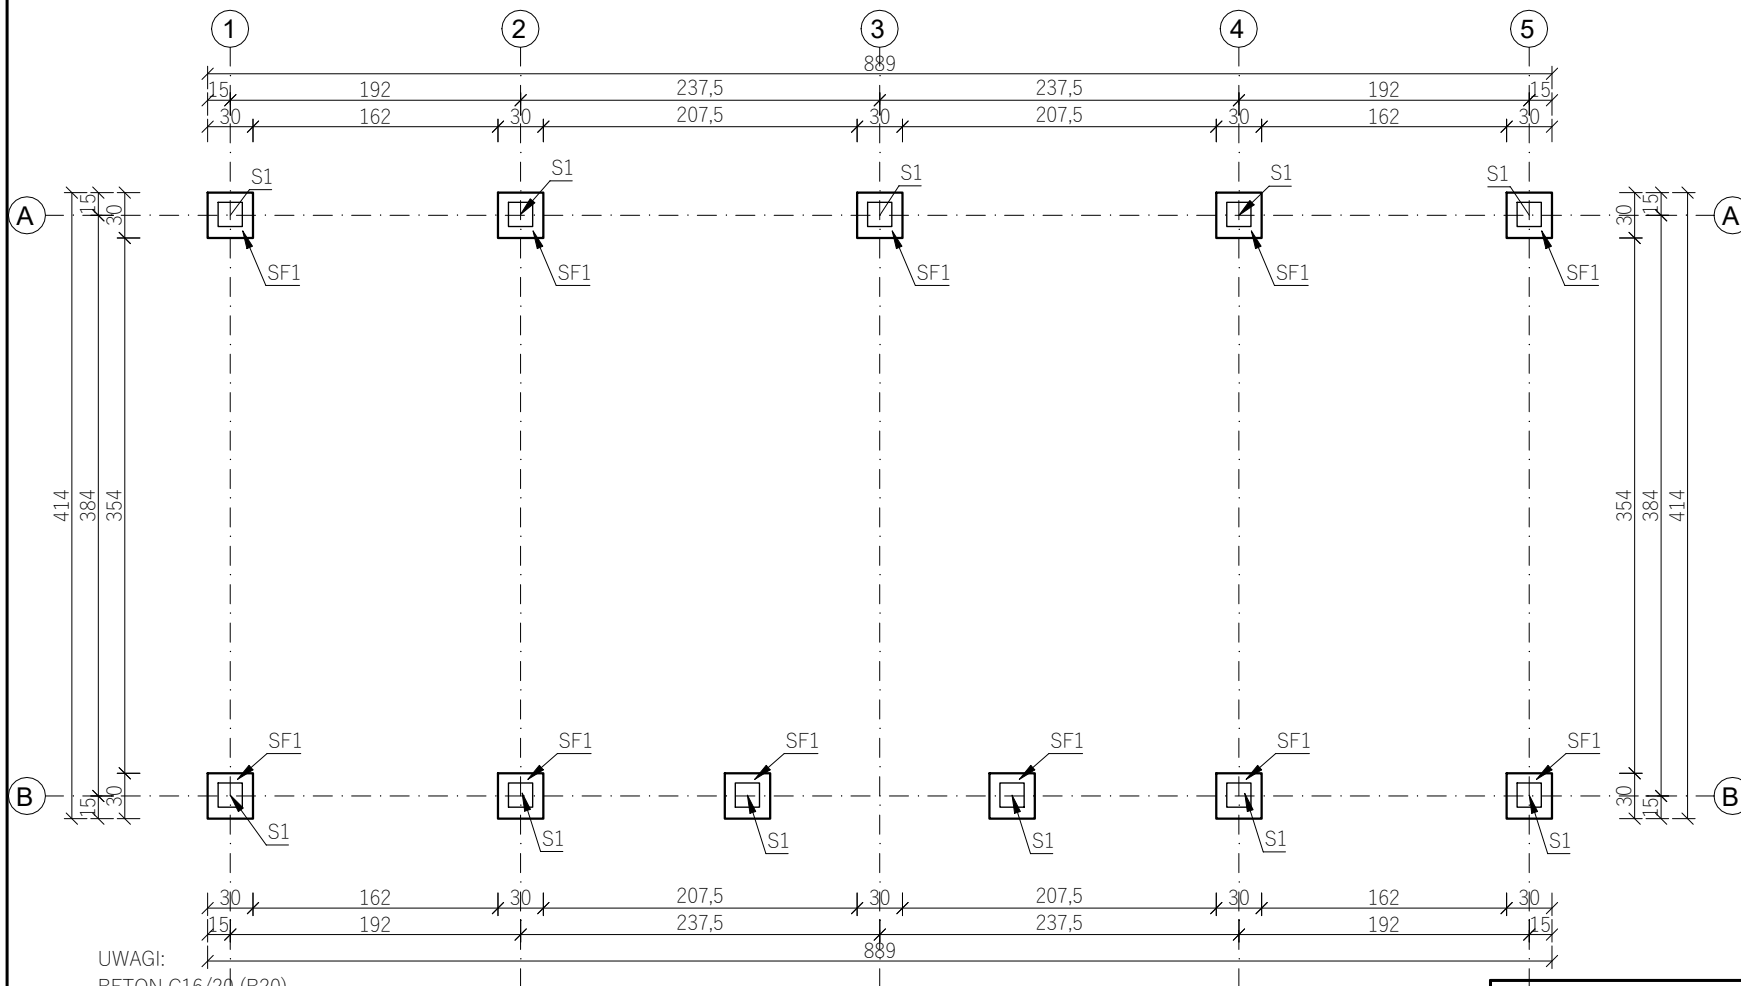 1 2 3 4 5
889
15 192 237,5 237,5 192 15
30 162 30 207,5 30 207,5 30 162 30
S1 S1 S1 S1 S1
A 15 30 30 15 A
SF1 SF1 SF1 SF1 SF1
414 384 354 354 384 414
SF1 SF1 SF1 SF1 SF1 SF1
B 15 30 30 15 B
S1 S1 S1 S1 S1 S1
30 162 30 207,5 30 207,5 30 162 30
15 192 237,5 237,5 192 15
889
UWAGI:
BETON C16/20 (B20)